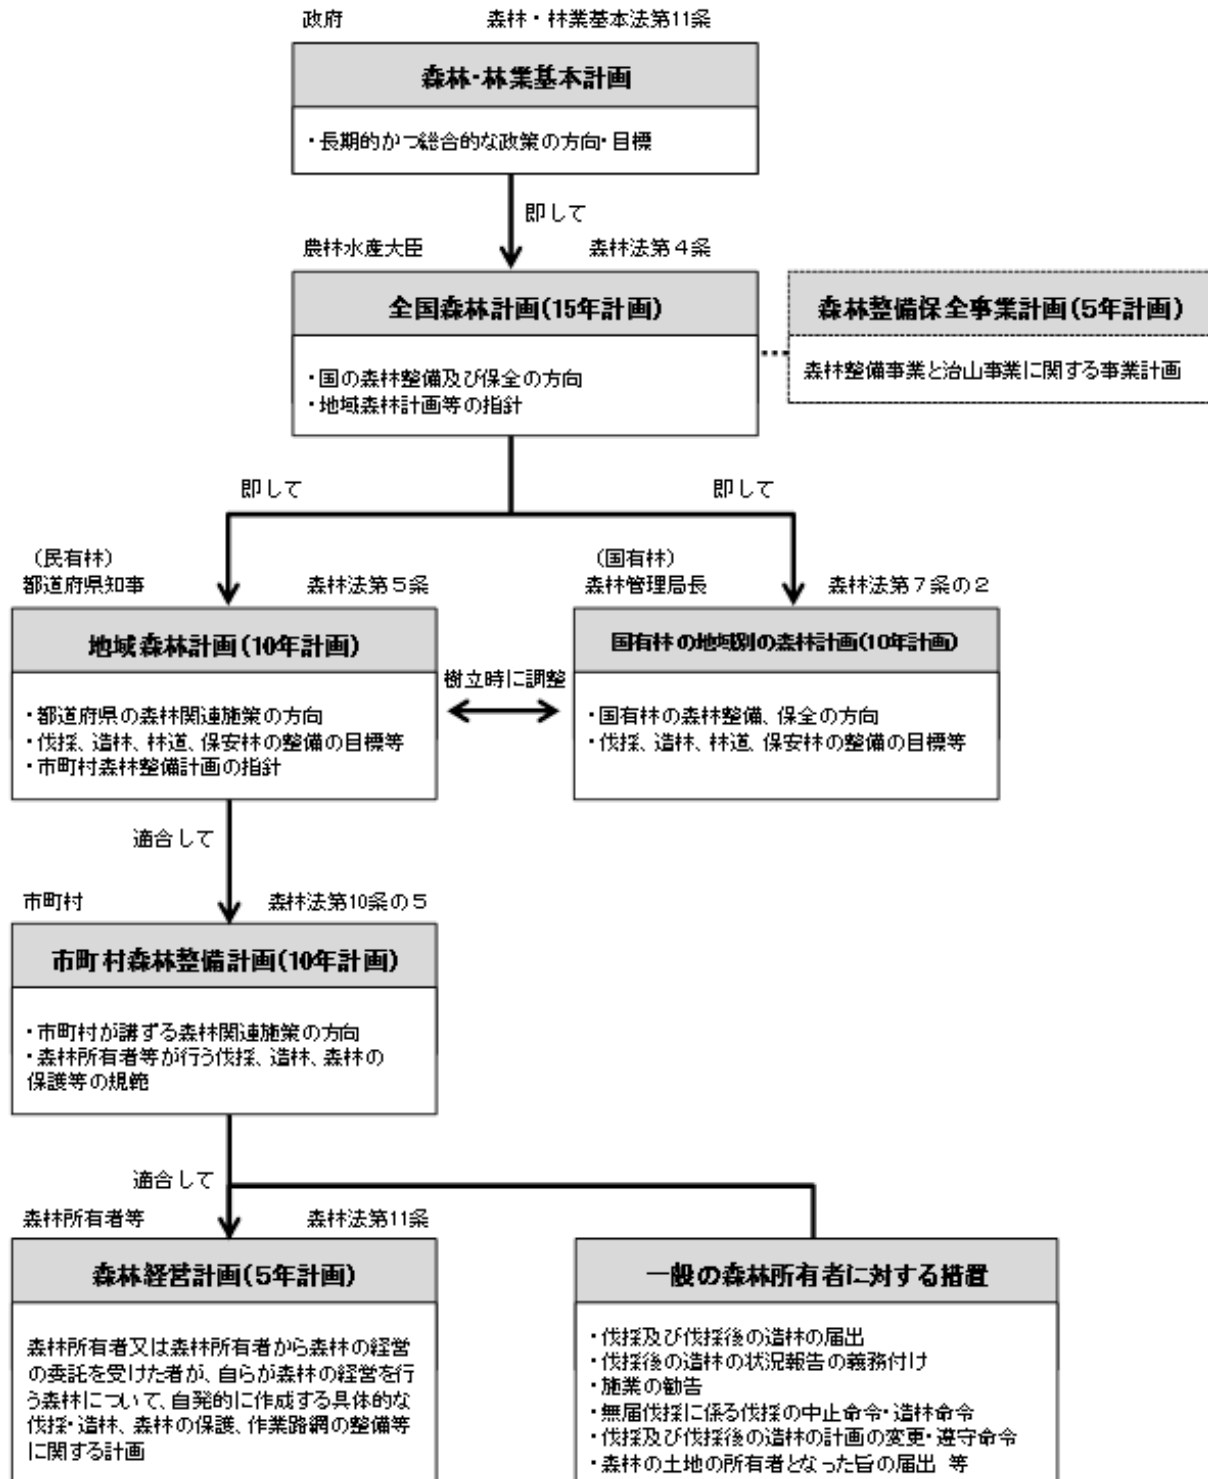 政府 森林・林業基本法第11条
森林・林業基本計画
・長期的かつ総合的な政策の方向・目標
即して
農林水産大臣 森林法第４条
全国森林計画(15年計画)
・国の森林整備及び保全の方向
・地域森林計画等の指針
森林整備保全事業計画(5年計画)
森林整備事業と治山事業に関する事業計画
即して 即して
（民有林）
都道府県知事 森林法第５条
地域森林計画(10年計画)
・都道府県の森林関連施策の方向
・伐採、造林、林道、保安林の整備の目標等
・市町村森林整備計画の指針
樹立時に調整
（国有林）
森林管理局長 森林法第７条の２
国有林の地域別の森林計画(10年計画)
・国有林の森林整備、保全の方向
・伐採、造林、林道、保安林の整備の目標等
適合して
市町村 森林法第10条の５
市町村森林整備計画(10年計画)
・市町村が講ずる森林関連施策の方向
・森林所有者等が行う伐採、造林、森林の
保護等の規範
適合して
森林所有者等 森林法第11条
森林経営計画(5年計画)
森林所有者又は森林所有者から森林の経営
の委託を受けた者が、自らが森林の経営を行
う森林について、自発的に作成する具体的な
伐採・造林、森林の保護、作業路網の整備等
に関する計画
一般の森林所有者に対する措置
・伐採及び伐採後の造林の届出
・伐採後の造林の状況報告の義務付け
・施業の勧告
・無届伐採に係る伐採の中止命令・造林命令
・伐採及び伐採後の造林の計画の変更・遵守命令
・森林の土地の所有者となった旨の届出 等